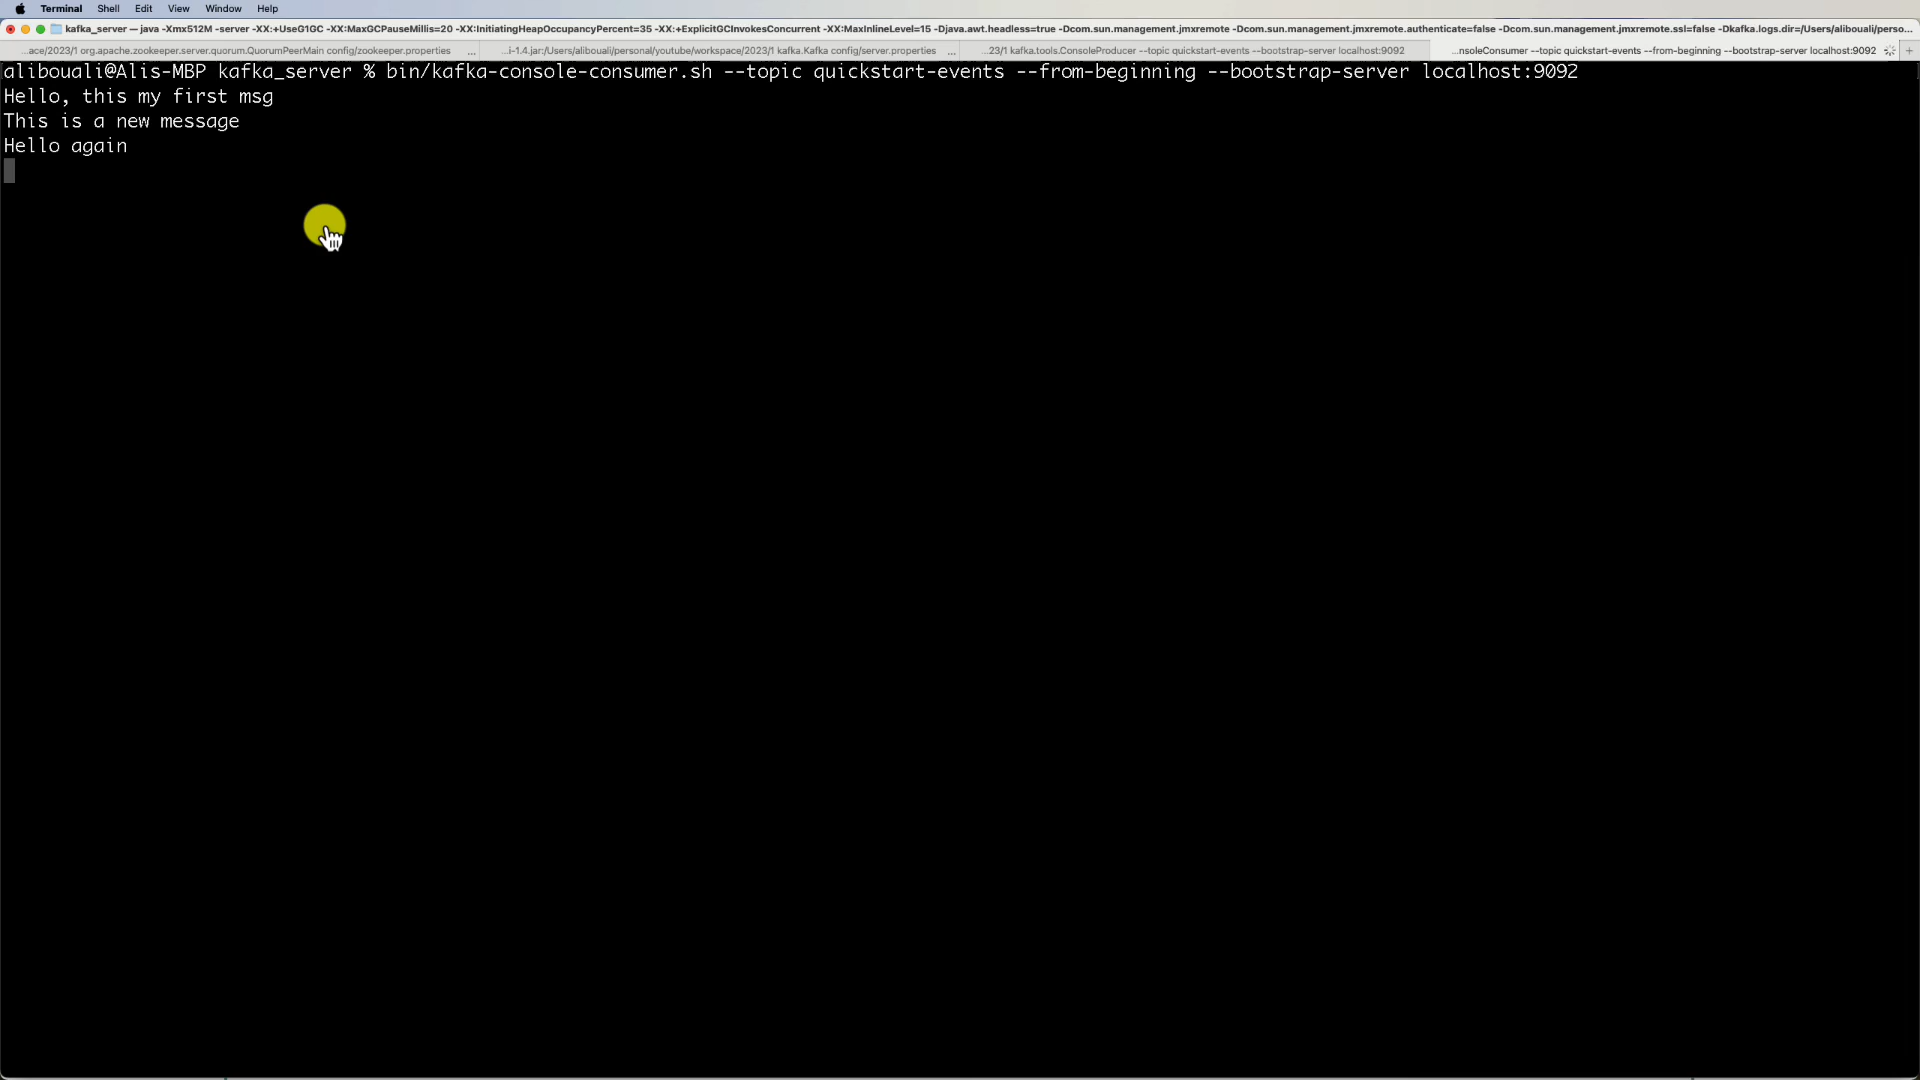 Terminal Shell Edit View Window Help
kafka_server — java -Xmx512M -server -XX:+UseG1GC -XX:MaxGCPauseMillis=20 -XX:InitiatingHeapOccupancyPercent=35 -XX:+ExplicitGCInvokesConcurrent -XX:MaxInlineLevel=15 -Djava.awt.headless=true -Dcom.sun.management.jmxremote -Dcom.sun.management.jmxremote.authenticate=false -Dcom.sun.management.jmxremote.ssl=false -Dkafka.logs.dir=/Users/alibouali/perso...
...ace/2023/1 org.apache.zookeeper.server.quorum.QuorumPeerMain config/zookeeper.properties ... ...i-1.4.jar:/Users/alibouali/personal/youtube/workspace/2023/1 kafka.Kafka config/server.properties ... ...23/1 kafka.tools.ConsoleProducer --topic quickstart-events --bootstrap-server localhost:9092 ...nsoleConsumer --topic quickstart-events --from-beginning --bootstrap-server localhost:9092 +
alibouali@Alis-MBP kafka_server % bin/kafka-console-consumer.sh --topic quickstart-events --from-beginning --bootstrap-server localhost:9092
Hello, this my first msg
This is a new message
Hello again